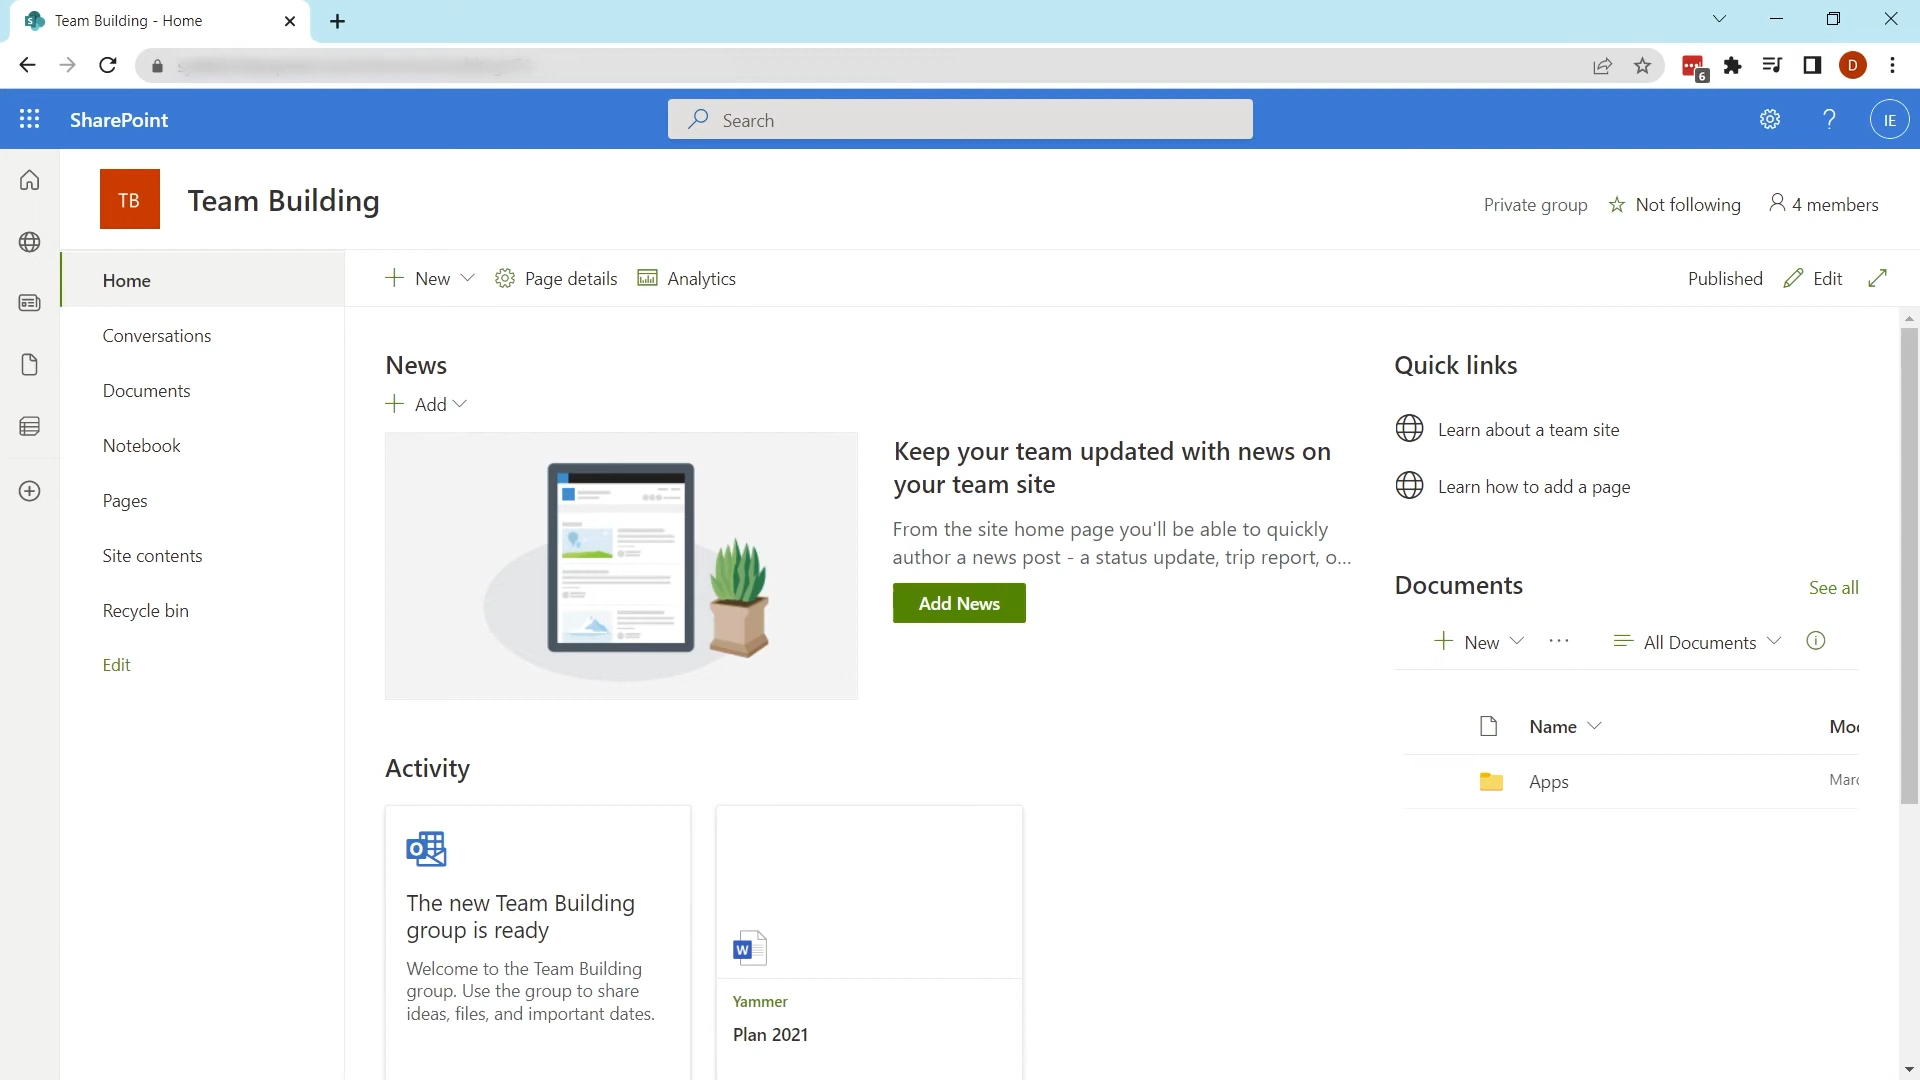 Team Building - Home
6
D
SharePoint
Search
?
IE
TB
Team Building
Private group
Not following
4 members
Home
Conversations
Documents
Notebook
Pages
Site contents
Recycle bin
Edit
New
Page details
Analytics
Published
Edit
News
Add
Keep your team updated with news on
your team site
From the site home page you'll be able to quickly
author a news post - a status update, trip report, o...
Add News
Activity
The new Team Building
group is ready
Welcome to the Team Building
group. Use the group to share
ideas, files, and important dates.
W
Yammer
Plan 2021
Quick links
Learn about a team site
Learn how to add a page
Documents
See all
New
All Documents
Name
Mod
Apps
Marc